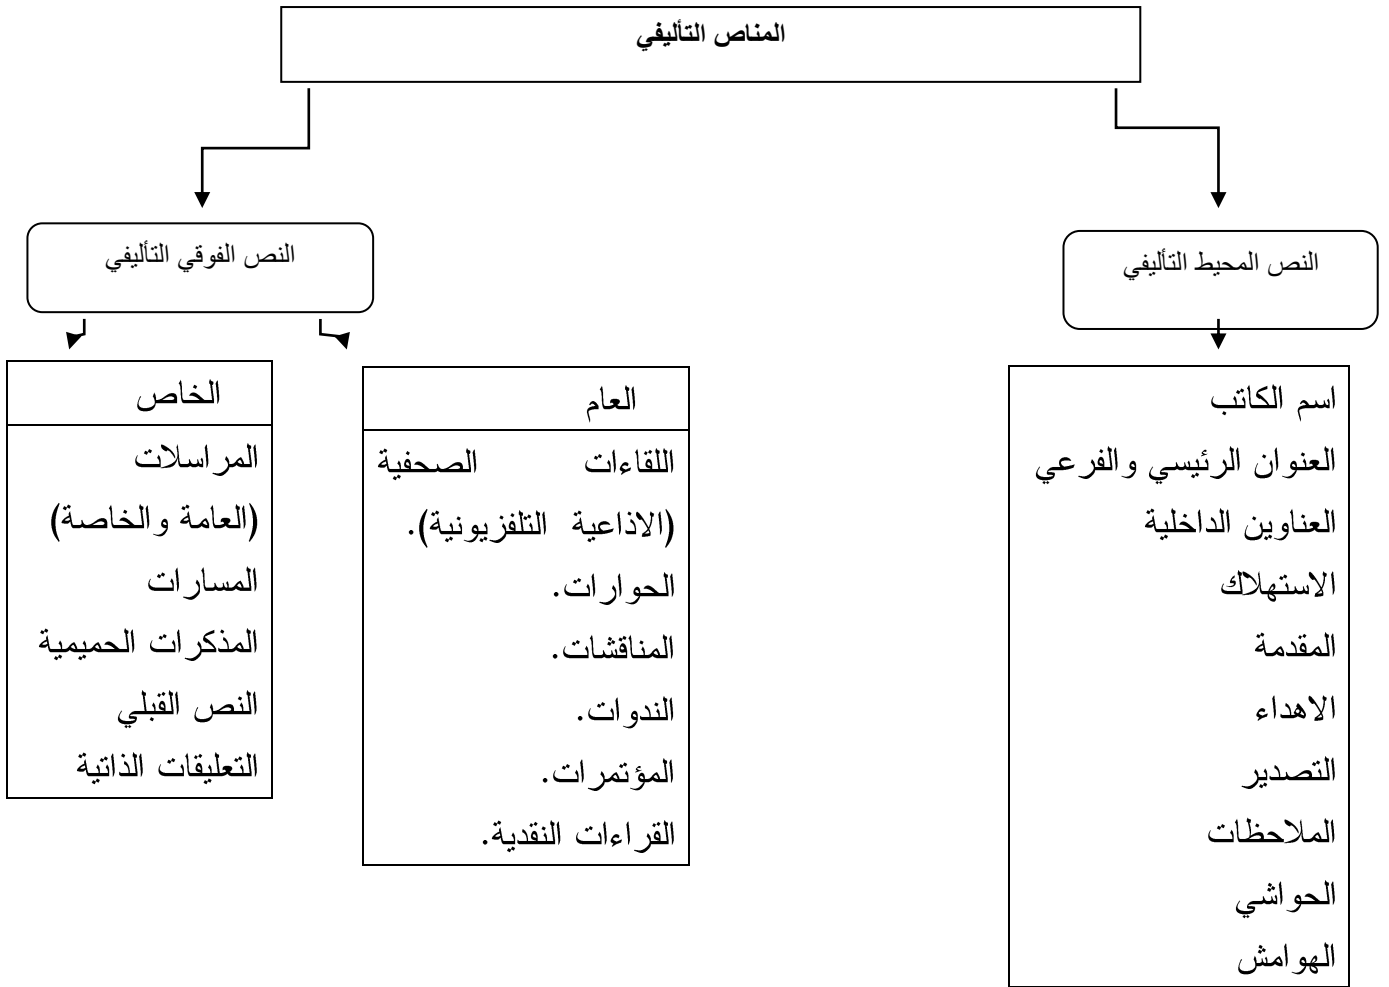 المناص التأليفي
النص المحيط التأليفي
النص الفوقي التأليفي
اسم الكاتب
العنوان الرئيسي والفرعي
العناوين الداخلية
الاستهلاك
المقدمة
الاهداء
التصدير
الملاحظات
الحواشي
الهوامش
العام
اللقاءات الصحفية
(الاذاعية التلفزيونية).
الحوارات.
المناقشات.
الندوات.
المؤتمرات.
القراءات النقدية.
الخاص
المراسلات
(العامة والخاصة)
المسارات
المذكرات الحميمية
النص القبلي
التعليقات الذاتية